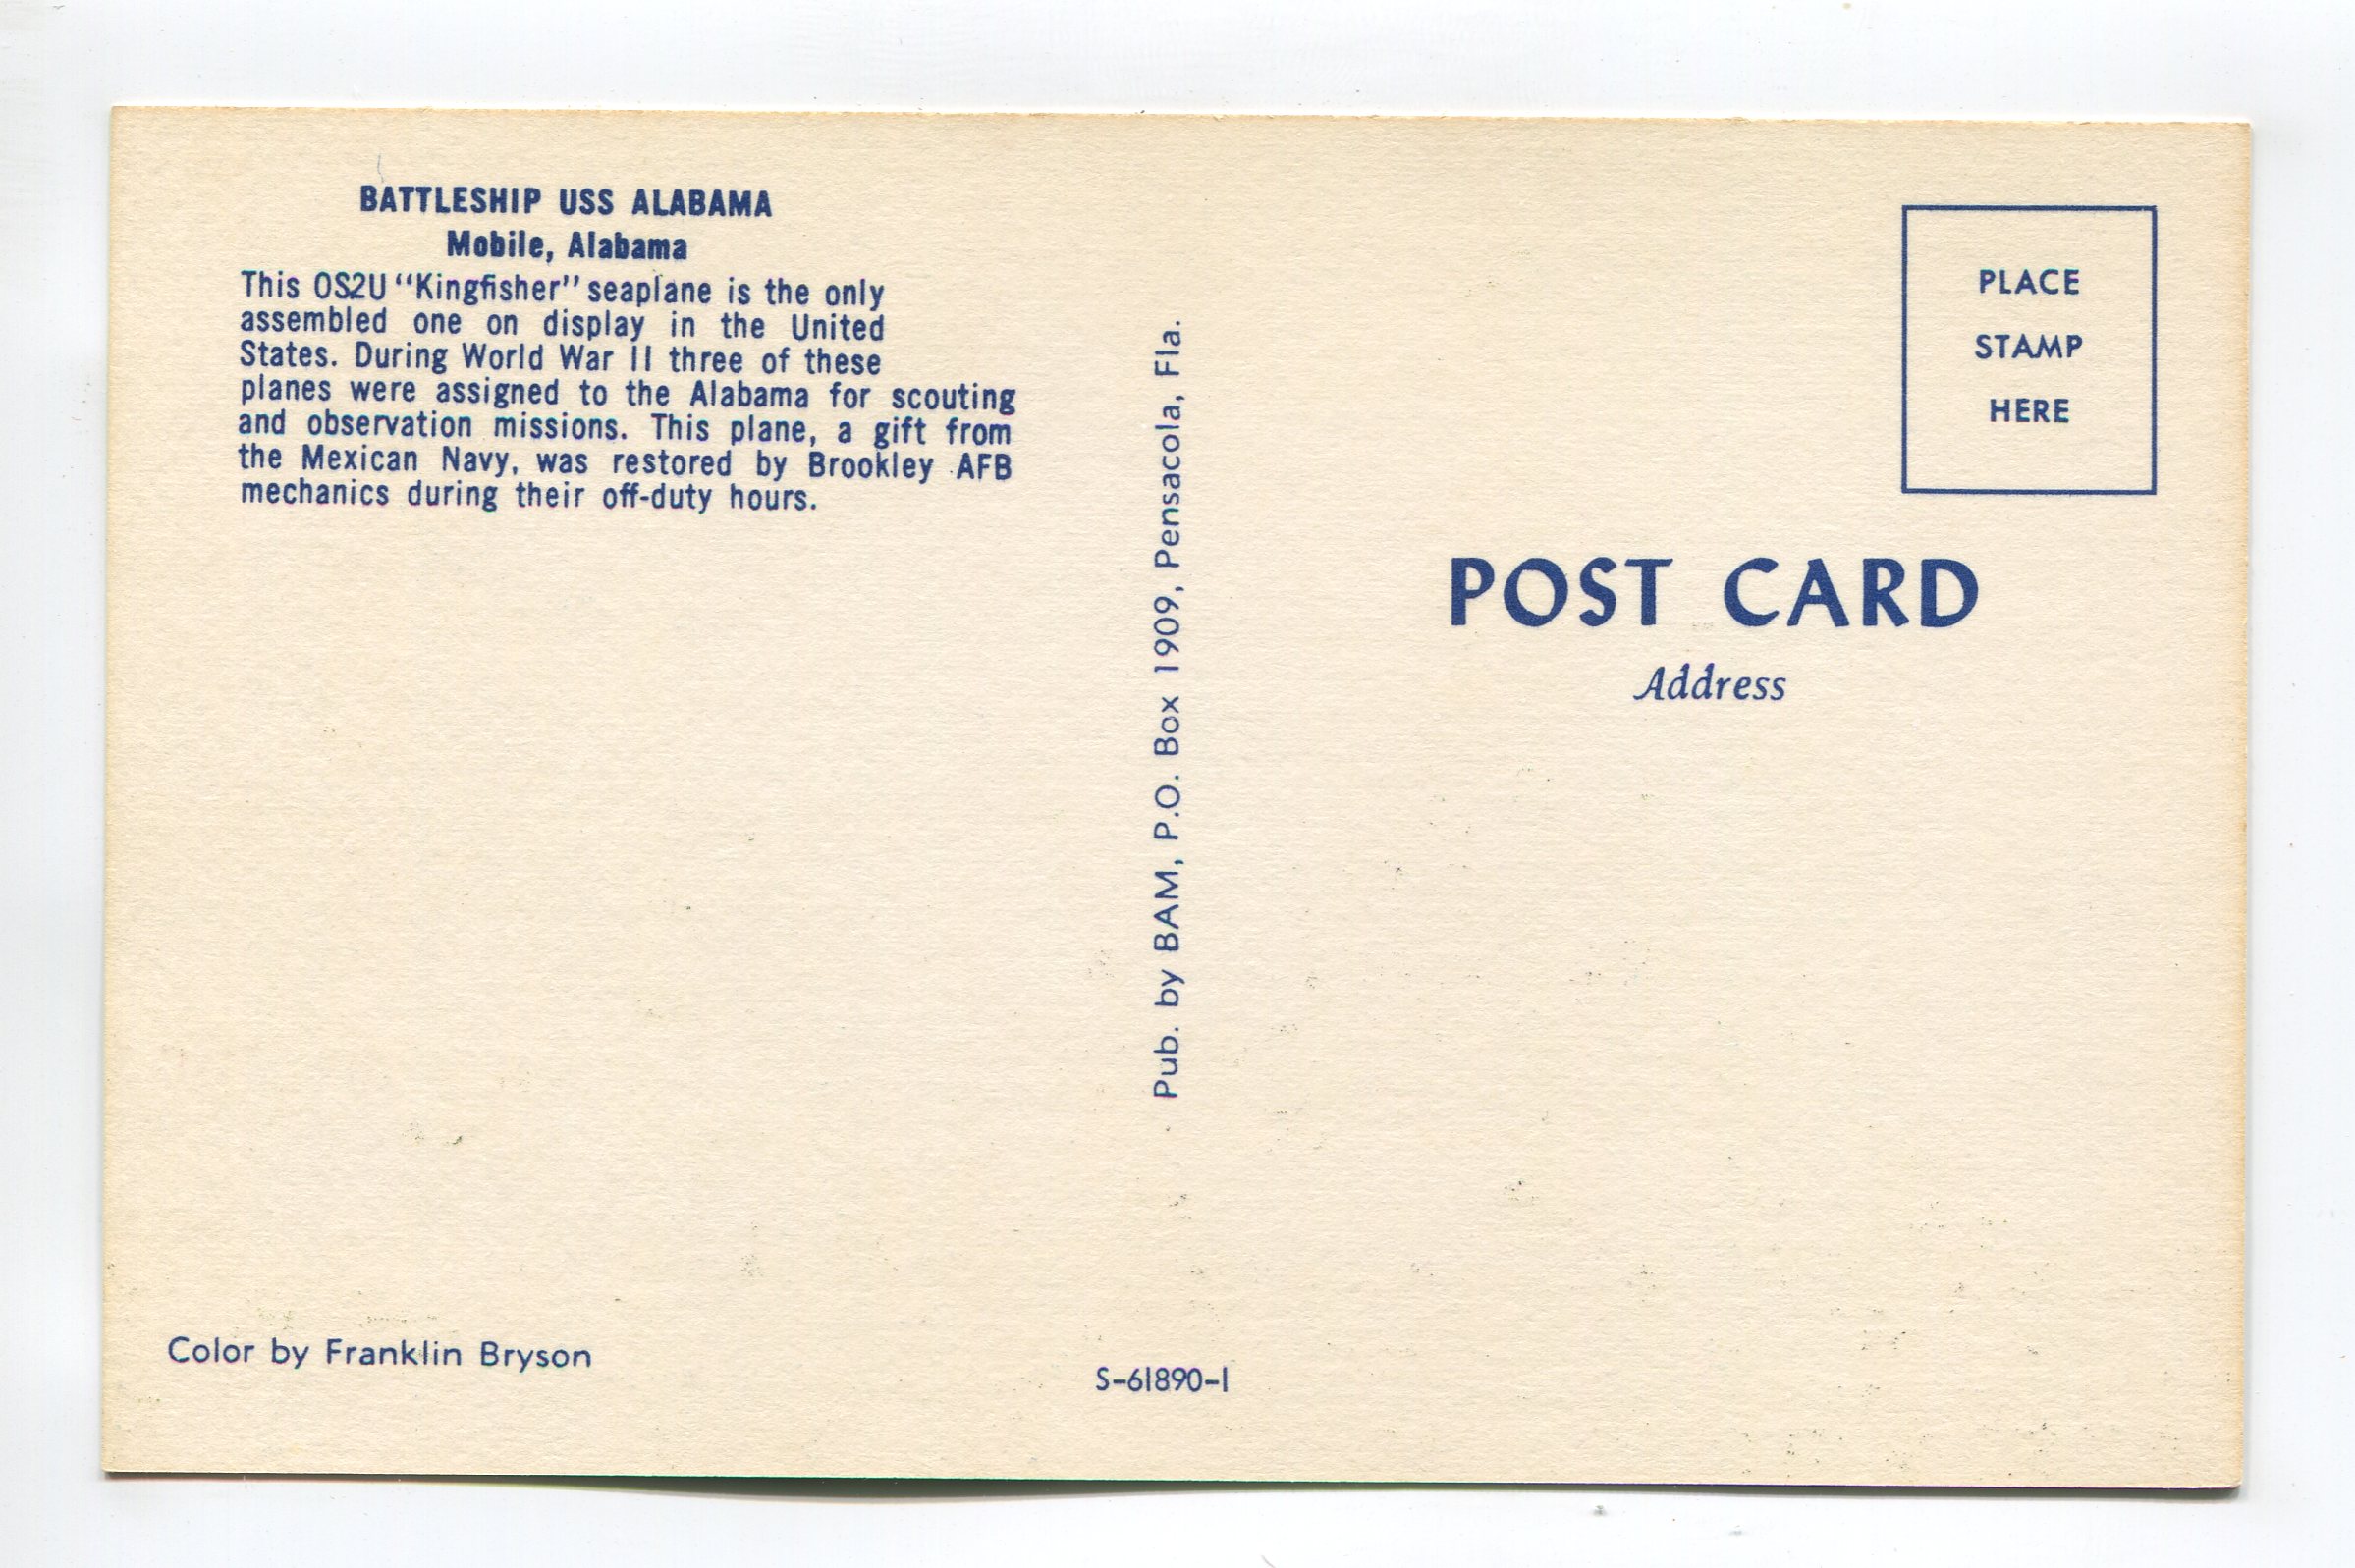 BATTLESHIP USS ALABAMA
Mobile, Alabama
This OS2U "Kingfisher" seaplane is the only
assembled one on display in the United
States. During World War II three of these
planes were assigned to the Alabama for scouting
and observation missions. This plane, a gift from
the Mexican Navy, was restored by Brookley AFB
mechanics during their off-duty hours.
Color by Franklin Bryson
Pub. by BAM, P.O. Box 1909, Pensacola, Fla.
S-61890-1
PLACE
STAMP
HERE
POST CARD
Address